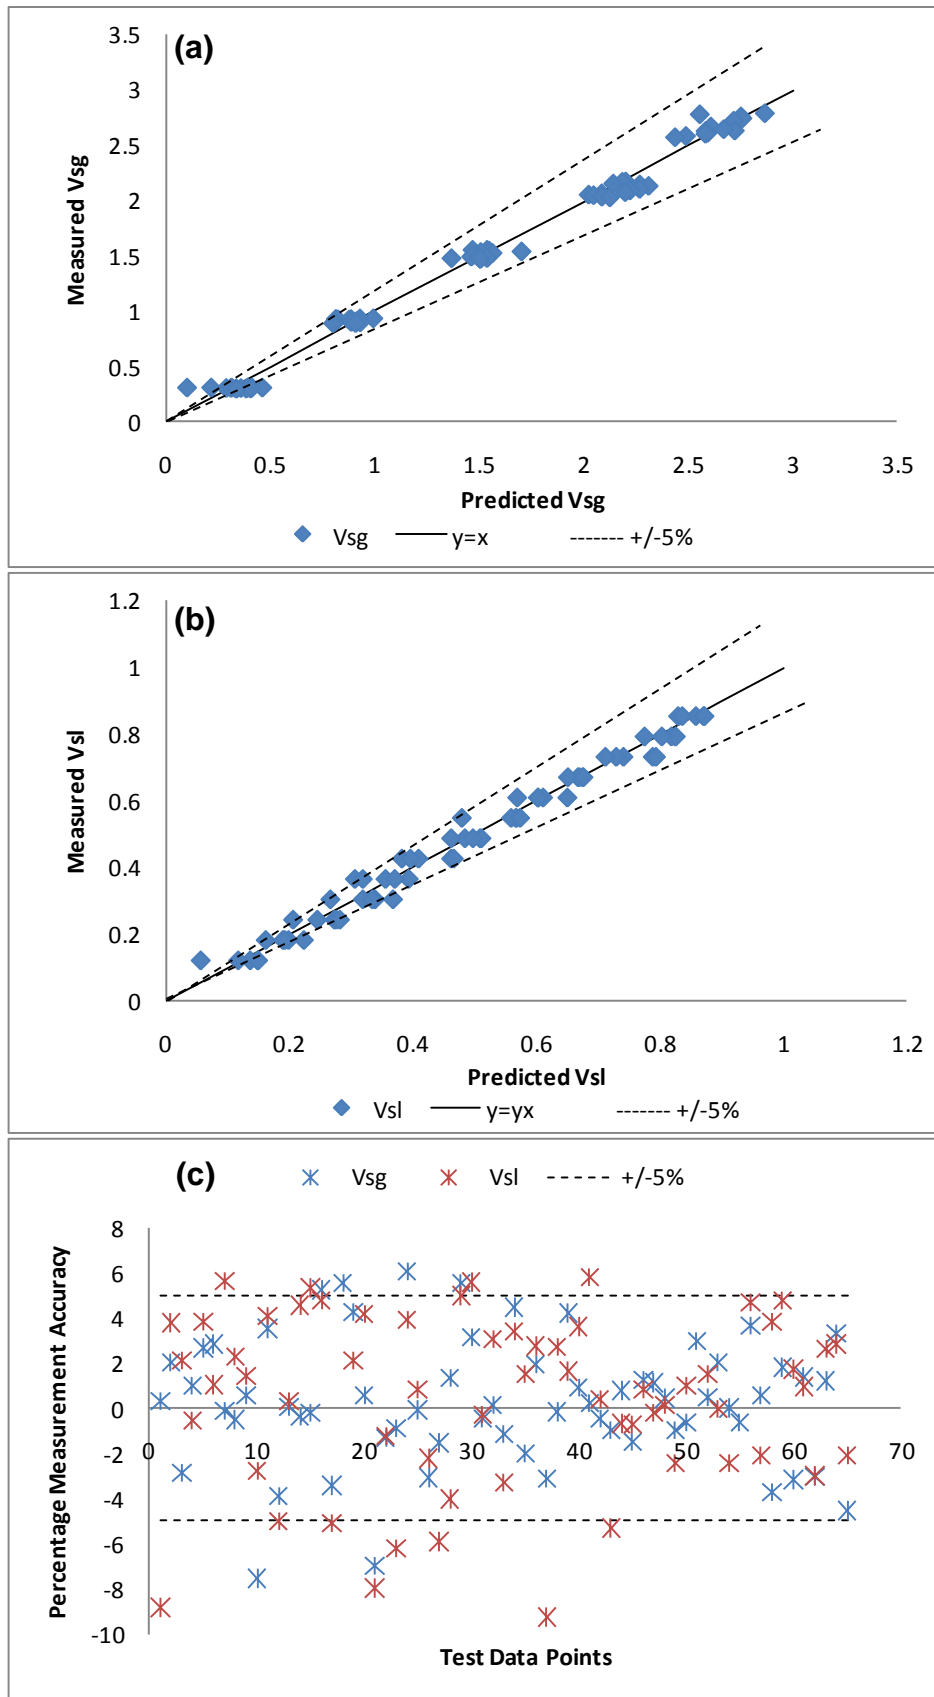 (a)
Measured Vsg
3.5
3
2.5
2
1.5
1
0.5
0
0 0.5 1 1.5 2 2.5 3 3.5
Predicted Vsg
Vsg y=x +/-5%
(b)
Measured Vsl
1.2
1
0.8
0.6
0.4
0.2
0
0 0.2 0.4 0.6 0.8 1 1.2
Predicted Vsl
Vsl y=yx +/-5%
(c)
Vsg Vsl +/-5%
Percentage Measurement Accuracy
8
6
4
2
0
-2
-4
-6
-8
-10
0 10 20 30 40 50 60 70
Test Data Points